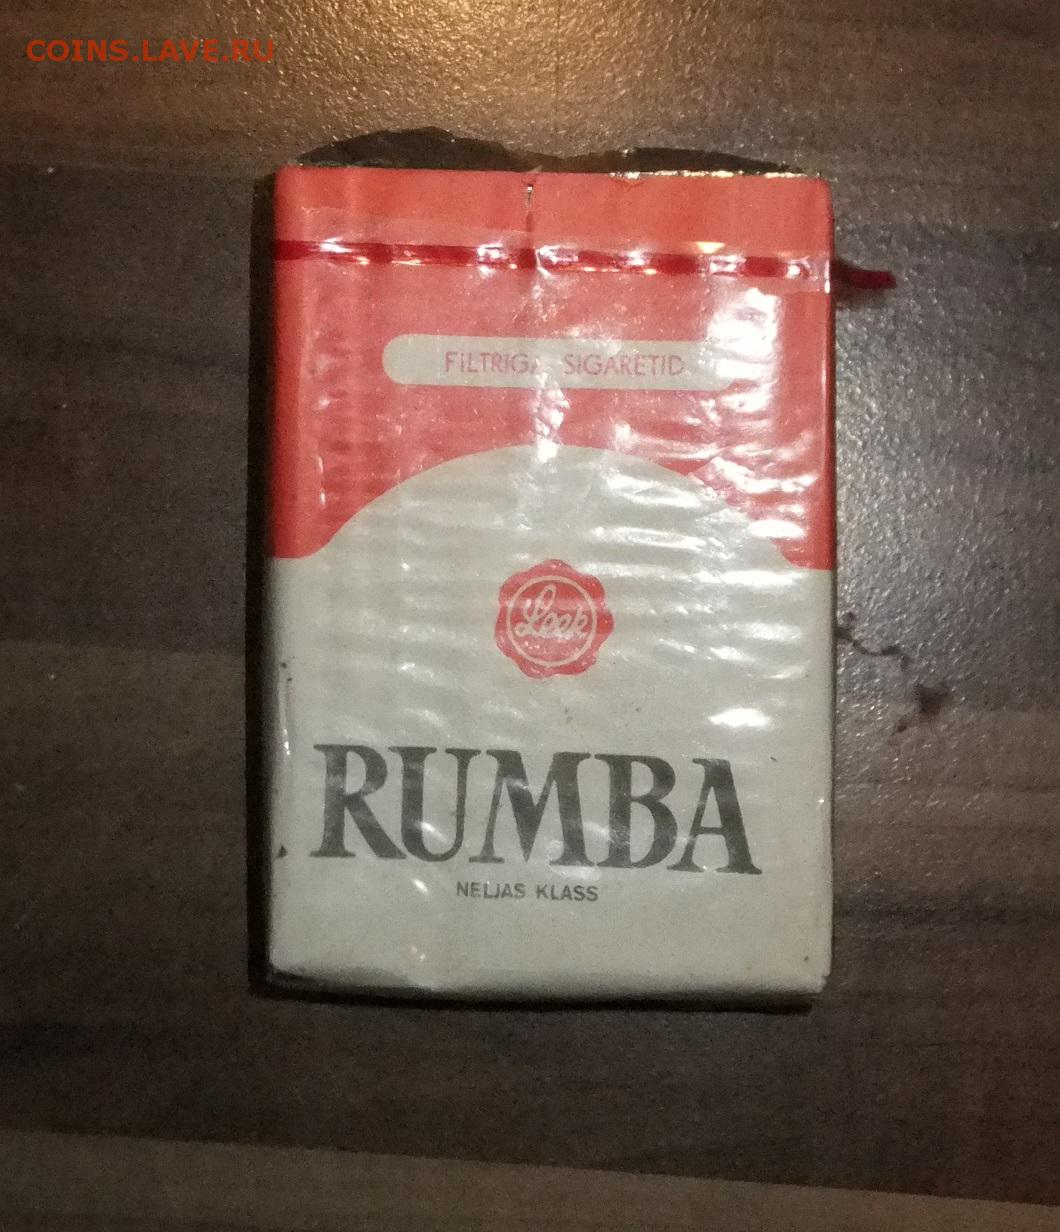 COINS.LAVE.RU
FILTRIGA SIGARETID
Leek
RUMBA
NELJAS KLASS